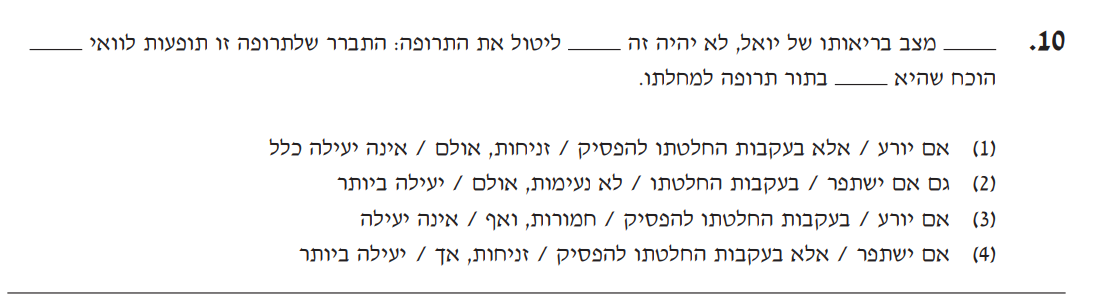 10. _____ מצב בריאותו של יואל, לא יהיה זה _____ ליטול את התרופה: התברר שלתרופה זו תופעות לוואי _____
הוכח שהיא _____ בתור תרופה למחלתו.
(1) אם יורע / אלא בעקבות החלטתו להפסיק / זניחות, אולם / אינה יעילה כלל
(2) גם אם ישתפר / בעקבות החלטתו / לא נעימות, אולם / יעילה ביותר
(3) אם יורע / בעקבות החלטתו להפסיק / חמורות, ואף / אינה יעילה
(4) אם ישתפר / אלא בעקבות החלטתו להפסיק / זניחות, אך / יעילה ביותר